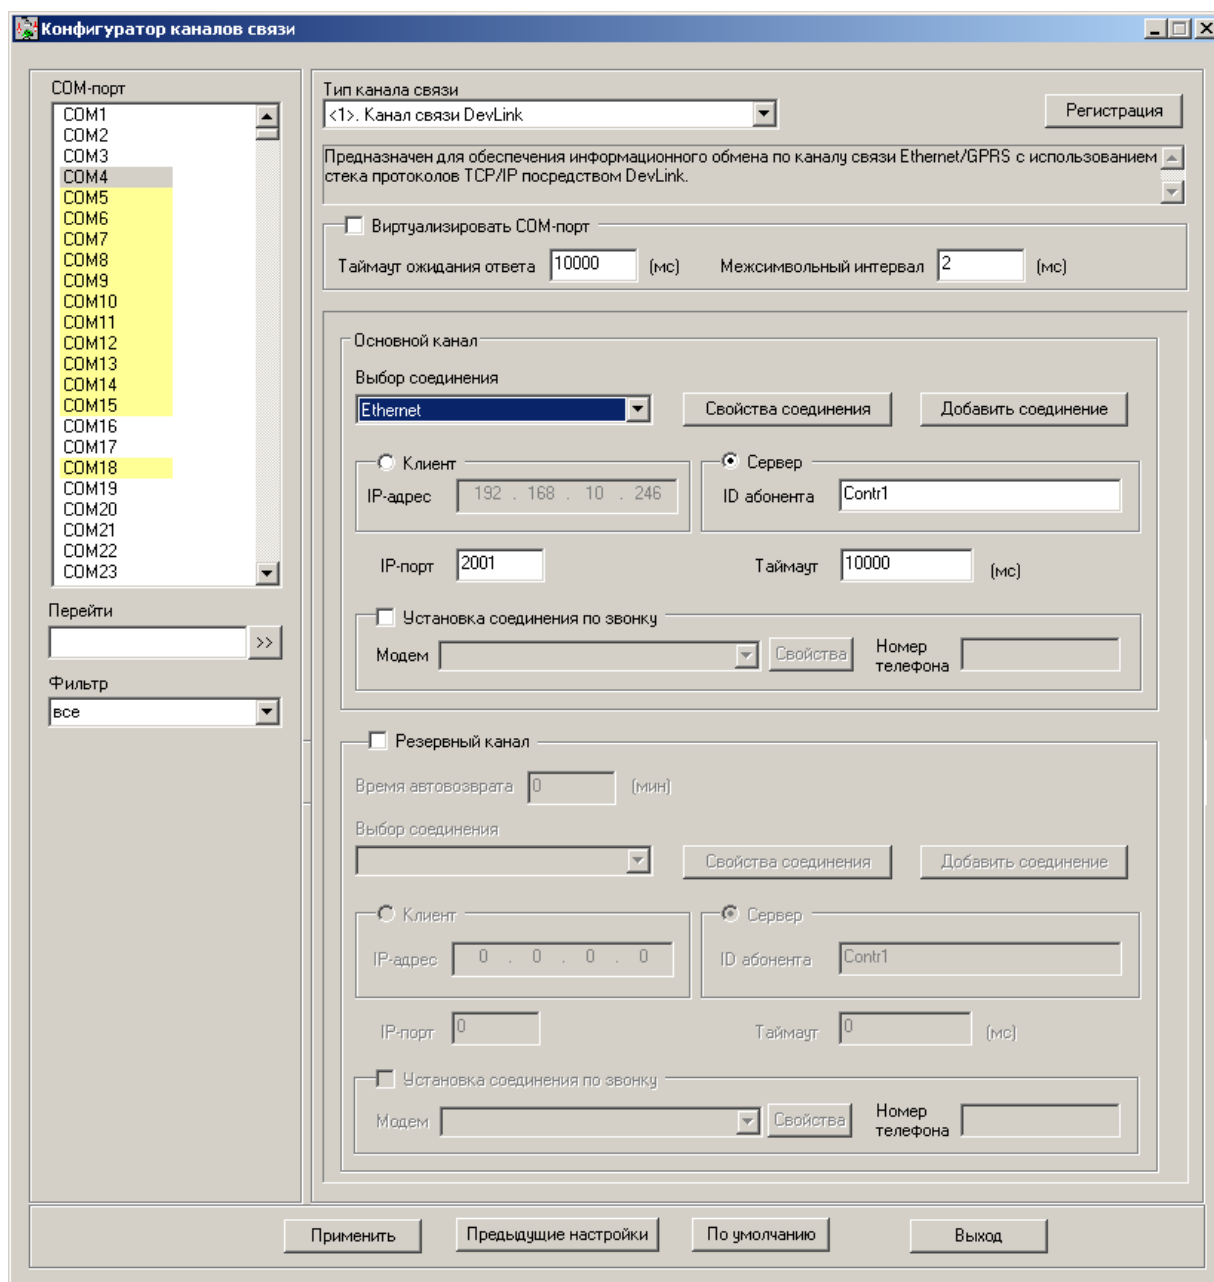 Конфигуратор каналов связи
COM-порт
COM1
COM2
COM3
COM4
COM5
COM6
COM7
COM8
COM9
COM10
COM11
COM12
COM13
COM14
COM15
COM16
COM17
COM18
COM19
COM20
COM21
COM22
COM23
Перейти
>>
Фильтр
все
Тип канала связи
<1>. Канал связи DevLink
Регистрация
Предназначен для обеспечения информационного обмена по каналу связи Ethernet/GPRS с использованием
стека протоколов TCP/IP посредством DevLink.
Виртуализировать COM-порт
Таймаут ожидания ответа 10000 (мс) Межсимвольный интервал 2 (мс)
Основной канал
Выбор соединения
Ethernet Свойства соединения Добавить соединение
Клиент Сервер
IP-адрес 192 . 168 . 10 . 246 ID абонента Contr1
IP-порт 2001 Таймаут 10000 (мс)
Установка соединения по звонку
Модем Свойства Номер телефона
Резервный канал
Время автовозврата 0 (мин)
Выбор соединения
Свойства соединения Добавить соединение
Клиент Сервер
IP-адрес 0 . 0 . 0 . 0 ID абонента Contr1
IP-порт 0 Таймаут 0 (мс)
Установка соединения по звонку
Модем Свойства Номер телефона
Применить Предыдущие настройки По умолчанию Выход